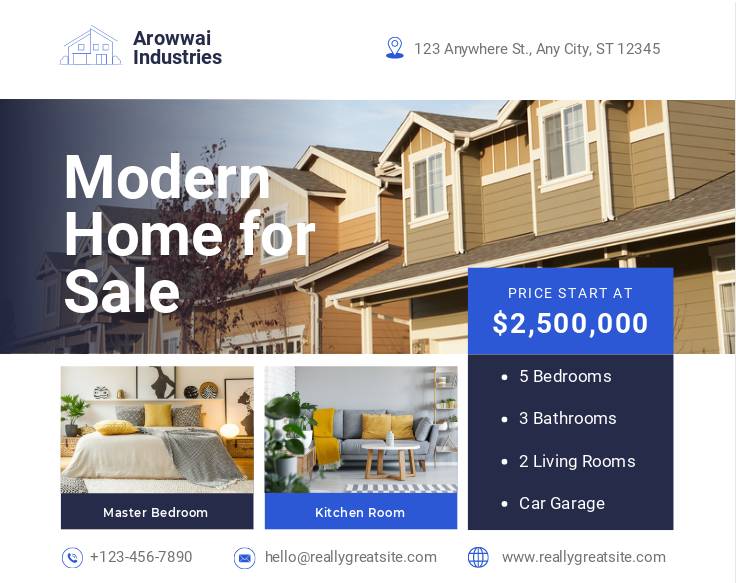 Arowwai
Industries
123 Anywhere St., Any City, ST 12345
Modern
Home for
Sale
PRICE START AT
$2,500,000
5 Bedrooms
3 Bathrooms
2 Living Rooms
Car Garage
Master Bedroom
Kitchen Room
+123-456-7890
hello@reallygreatsite.com
www.reallygreatsite.com